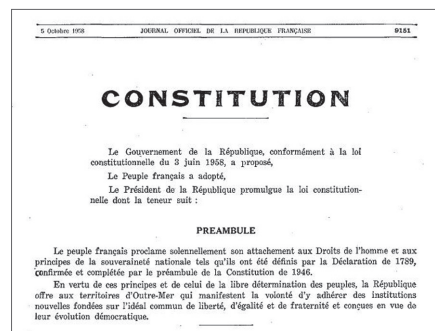 5 Octobre 1958 JOURNAL OFFICIEL DE LA REPUBLIQUE FRANÇAISE 9151
CONSTITUTION
Le Gouvernement de la République, conformément à la loi
constitutionnelle du 3 juin 1958, a proposé,
Le Peuple français a adopté,
Le Président de la République promulgue la loi constitution-
nelle dont la teneur suit :
PREAMBULE
Le peuple français proclame solennellement son attachement aux Droits de l'homme et aux
principes de la souveraineté nationale tels qu'ils ont été définis par la Déclaration de 1789,
confirmée et complétée par le préambule de la Constitution de 1946.
En vertu de ces principes et de celui de la libre détermination des peuples, la République
offre aux territoires d'Outre-Mer qui manifestent la volonté d'y adhérer des institutions
nouvelles fondées sur l'idéal commun de liberté, d'égalité et de fraternité et conçues en vue de
leur évolution démocratique.